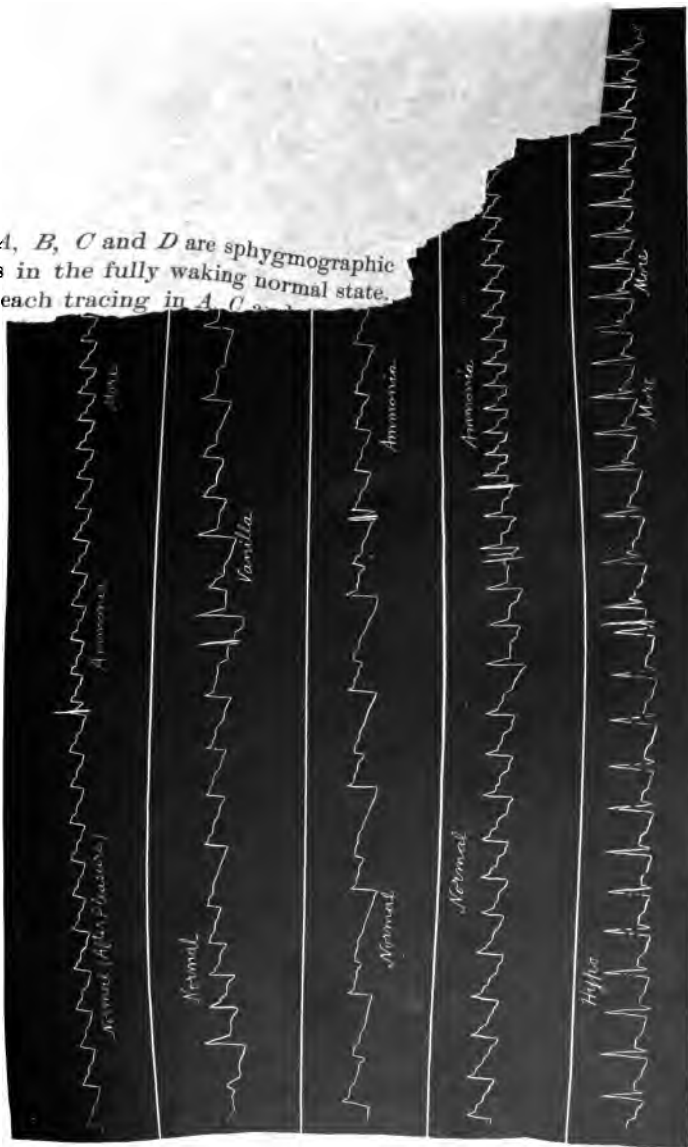 A, B, C and D are sphygmographic
in the fully waking normal state.
each tracing in A, C
Normal (After Pleasure)
Ammonia
More
Normal
Vanilla
Normal
Ammonia
Normal
Ammonia
Hypo
More
More